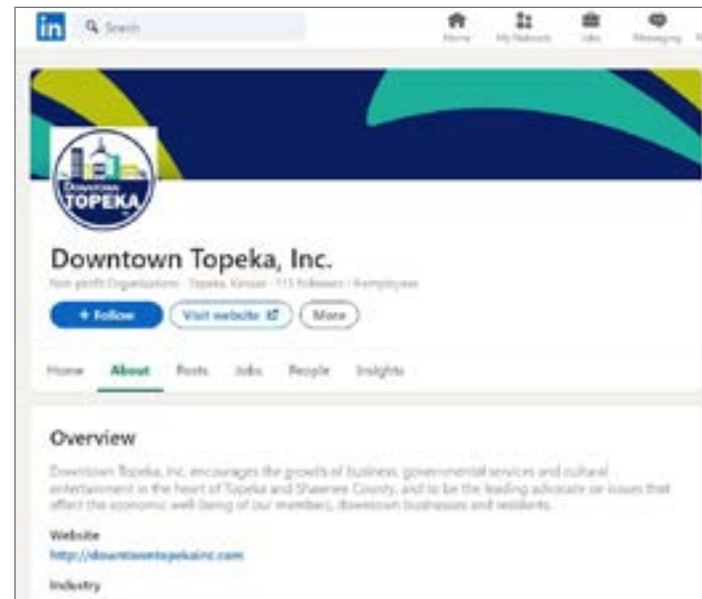 in Search
Home My Network Jobs Messaging
DOWNTOWN
TOPEKA
Downtown Topeka, Inc.
Non-profit Organizations · Topeka, Kansas · 115 followers · employees
+ Follow Visit website More
Home About Posts Jobs People Insights
Overview
Downtown Topeka, Inc. encourages the growth of business, governmental services and cultural
entertainment in the heart of Topeka and Shawnee County, and to be the leading advocate on issues that
affect the economic well-being of our members, downtown businesses and residents.
Website
http://downtowntopekainc.com
Industry